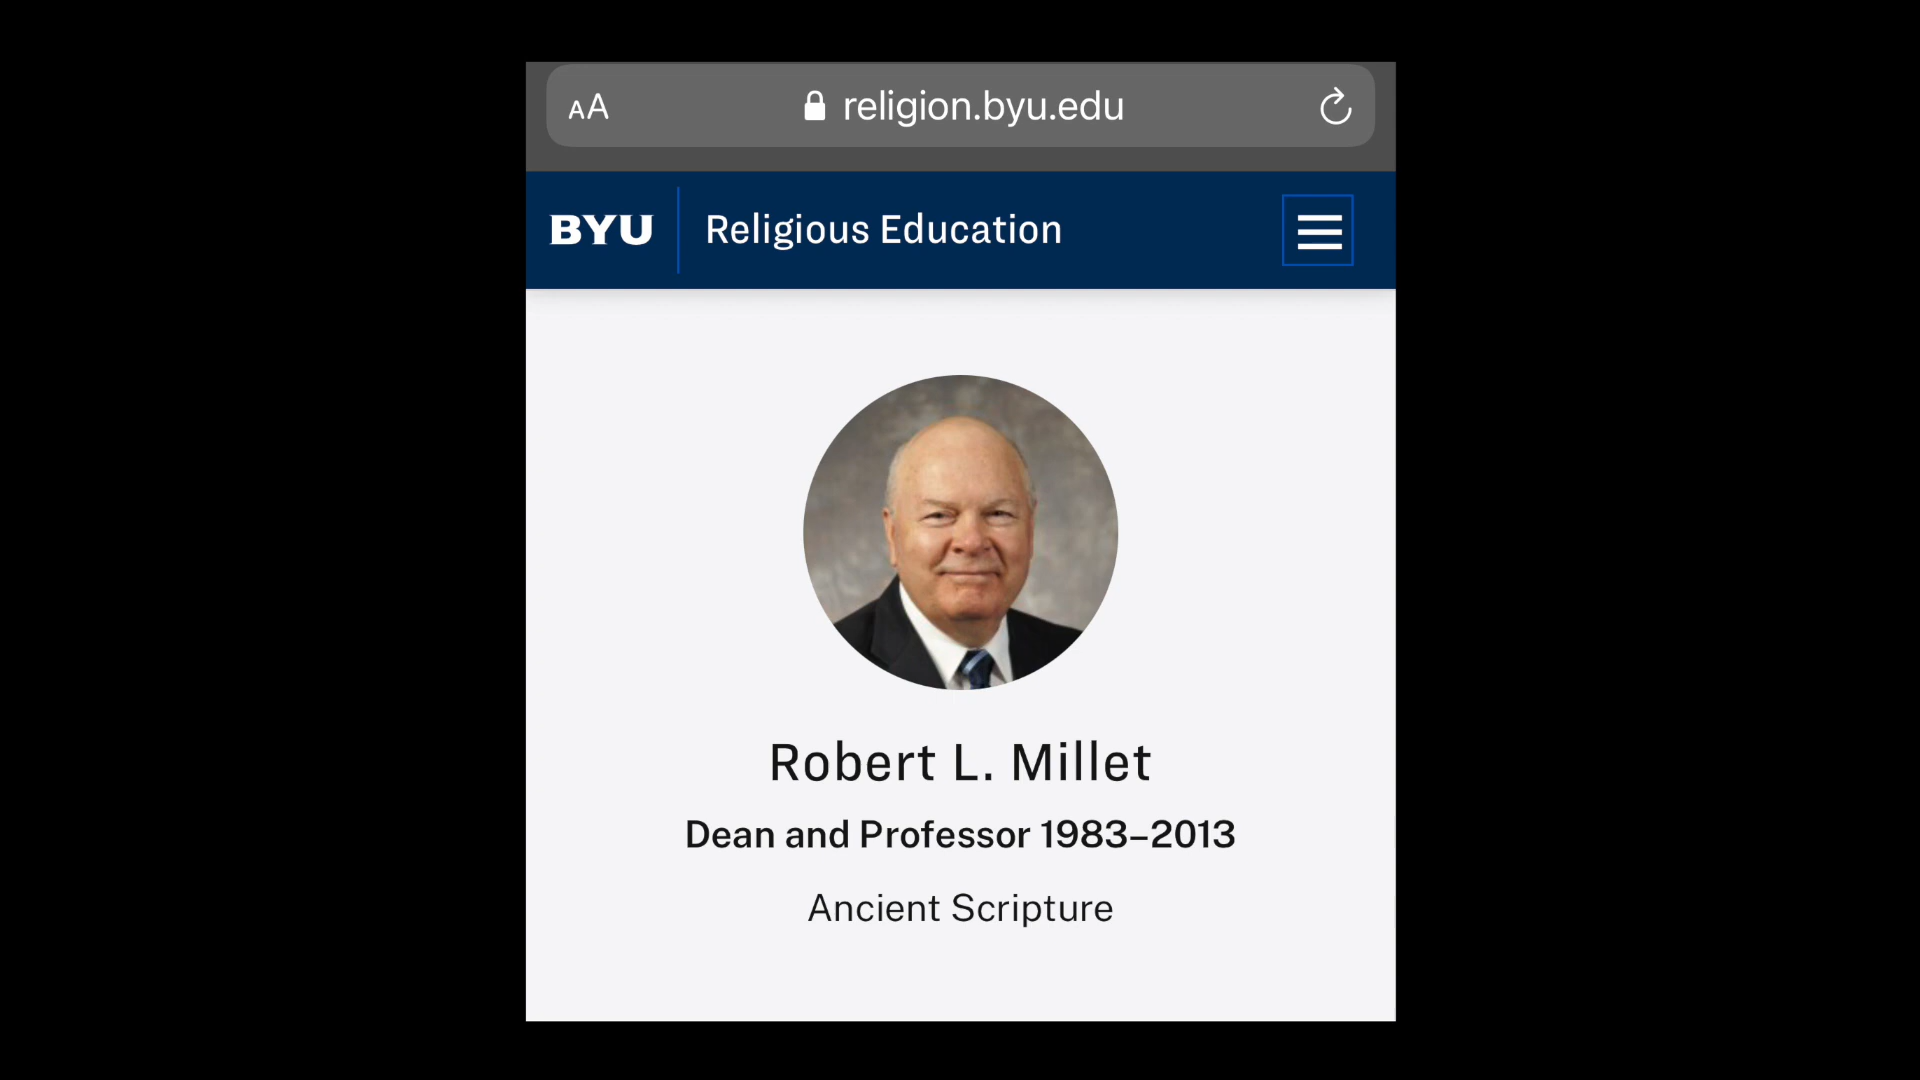 AA religion.byu.edu
BYU Religious Education
Robert L. Millet
Dean and Professor 1983–2013
Ancient Scripture